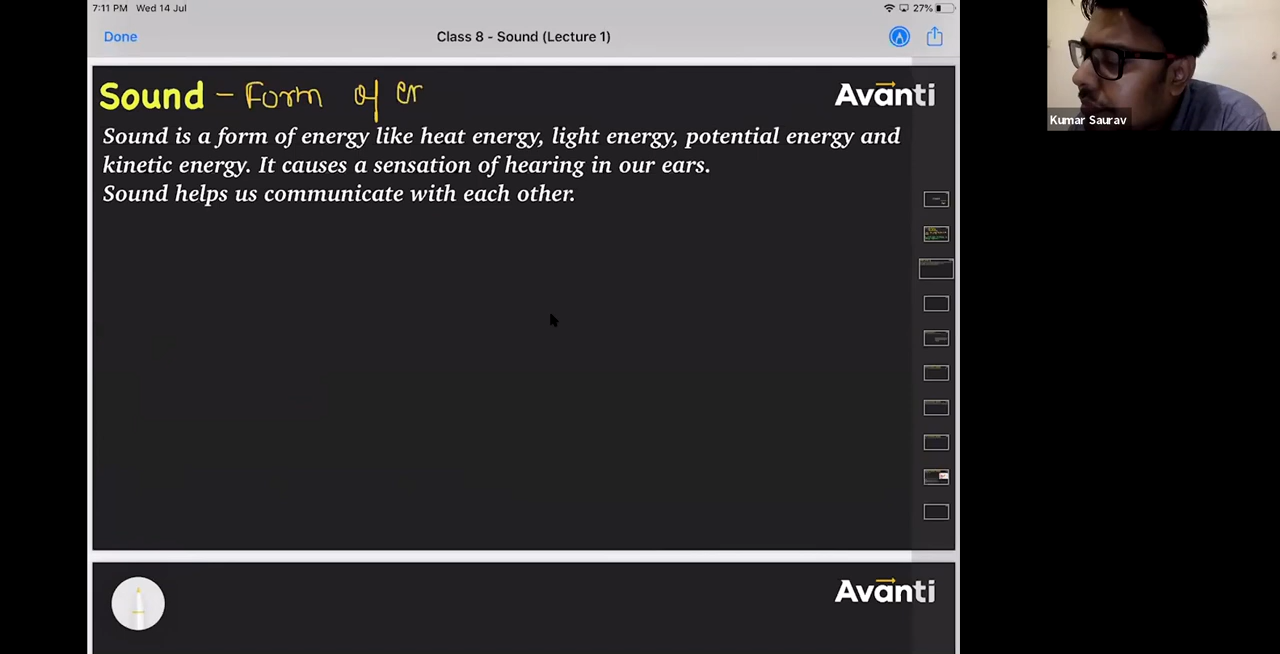 7:11 PM Wed 14 Jul
27%
Done
Class 8 - Sound (Lecture 1)
Sound - Form of en
Avanti
Sound is a form of energy like heat energy, light energy, potential energy and
kinetic energy. It causes a sensation of hearing in our ears.
Sound helps us communicate with each other.
Avanti
Kumar Saurav